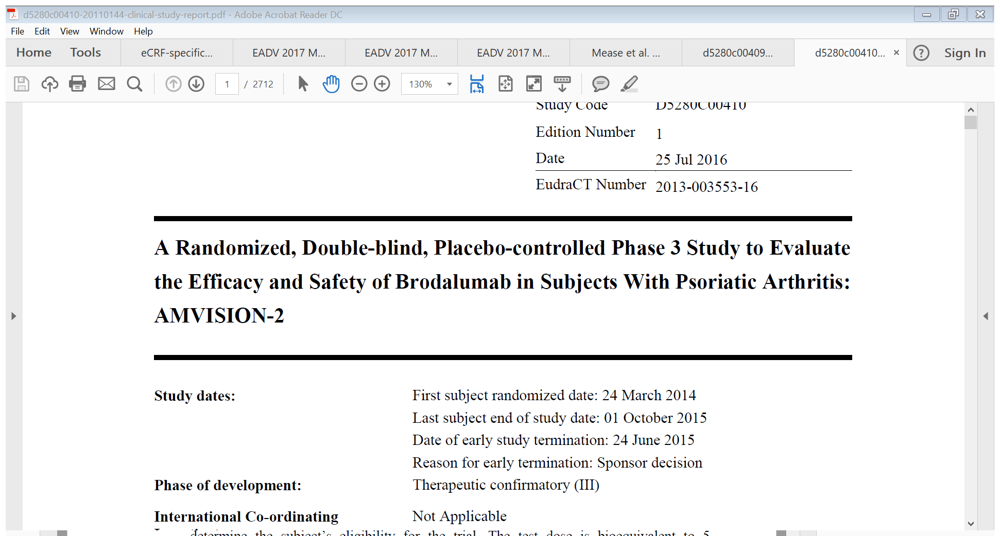 d5280c00410-20110144-clinical-study-report.pdf - Adobe Acrobat Reader DC
File Edit View Window Help
Home Tools eCRF-specific... EADV 2017 M... EADV 2017 M... EADV 2017 M... Mease et al. ... d5280c00409... d5280c00410... × ? Sign In
1 / 2712 130%
Study Code D5280C00410
Edition Number 1
Date 25 Jul 2016
EudraCT Number 2013-003553-16
A Randomized, Double-blind, Placebo-controlled Phase 3 Study to Evaluate
the Efficacy and Safety of Brodalumab in Subjects With Psoriatic Arthritis:
AMVISION-2
Study dates: First subject randomized date: 24 March 2014
Last subject end of study date: 01 October 2015
Date of early study termination: 24 June 2015
Reason for early termination: Sponsor decision
Phase of development: Therapeutic confirmatory (III)
International Co-ordinating Not Applicable
determine the subject's eligibility for the trial. The test dose is bioequivalent to 5